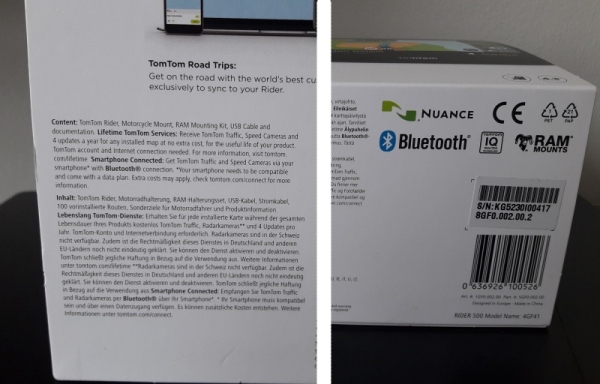 TomTom Road Trips:
Get on the road with the world's best cu
exclusively to sync to your Rider.
Content: TomTom Rider, Motorcycle Mount, RAM Mounting Kit, USB Cable and
documentation. Lifetime TomTom Services: Receive TomTom Traffic, Speed Cameras and
4 updates a year for any installed map at no extra cost, for the useful life of your product.
TomTom account and Internet connection needed. For more information, visit tomtom.
com/lifetime Smartphone Connected: Get TomTom Traffic and Speed Cameras via your
smartphone* with Bluetooth® connection. *Your smartphone needs to be compatible
and come with a data plan. Extra costs may apply, check tomtom.com/connect for more
information
Inhalt: TomTom Rider, Motorradhalterung, RAM-Halterungsset, USB-Kabel, Stromkabel,
100 vorinstallierte Routen, Sonderziele für Motorradfahrer und Produktinformation
Lebenslang TomTom-Dienste: Erhalten Sie für jede installierte Karte während der gesamten
Lebensdauer Ihres Produkts kostenlos TomTom Traffic, Radarkameras** und 4 Updates pro
Jahr. TomTom-Konto und Internetverbindung erforderlich. Radarkameras sind in der Schweiz
nicht verfügbar. Zudem ist die Rechtmäßigkeit dieses Dienstes in Deutschland und anderen
EU-Ländern noch nicht eindeutig geklärt. Sie können den Dienst aktivieren und deaktivieren.
TomTom schließt jegliche Haftung in Bezug auf die Verwendung aus. Weitere Informationen
unter tomtom.com/lifetime **Radarkameras sind in der Schweiz nicht verfügbar. Zudem ist die
Rechtmäßigkeit dieses Dienstes in Deutschland und anderen EU-Ländern noch nicht eindeutig
geklärt. Sie können den Dienst aktivieren und deaktivieren. TomTom schließt jegliche Haftung
in Bezug auf die Verwendung aus Smartphone Connected: Empfangen Sie TomTom Traffic
und Radarkameras per Bluetooth® über Ihr Smartphone*. * Ihr Smartphone muss kompatibel
sein und über einen Datenzugang verfügen. Es können zusätzliche Kosten entstehen. Weitere
Informationen unter tomtom.com/connect.
NUANCE
CE
1
PET
21
PAP
Bluetooth®
IQ
RAM
MOUNTS
S/N:KG5230I00417
8GF0.002.00.2
0 636926 100526
Designed in Europe - Made in China
RIDER 500 Model Name: 4GF41